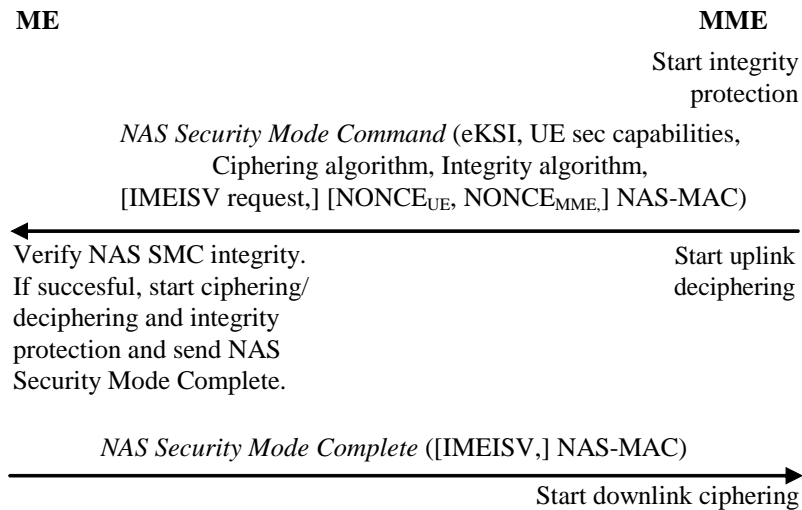 ME MME
Start integrity
protection
NAS Security Mode Command (eKSI, UE sec capabilities,
Ciphering algorithm, Integrity algorithm,
[IMEISV request,] [NONCEUE, NONCEMME,] NAS-MAC)
Verify NAS SMC integrity.
If succesful, start ciphering/
deciphering and integrity
protection and send NAS
Security Mode Complete.
Start uplink
deciphering
NAS Security Mode Complete ([IMEISV,] NAS-MAC)
Start downlink ciphering